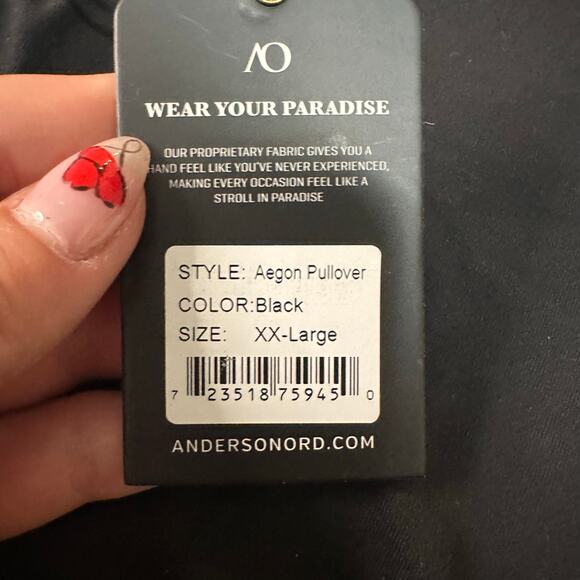 AO
WEAR YOUR PARADISE
OUR PROPRIETARY FABRIC GIVES YOU A
HAND FEEL LIKE YOU'VE NEVER EXPERIENCED,
MAKING EVERY OCCASION FEEL LIKE A
STROLL IN PARADISE
STYLE: Aegon Pullover
COLOR:Black
SIZE: XX-Large
7 23518 75945 0
ANDERSONORD.COM